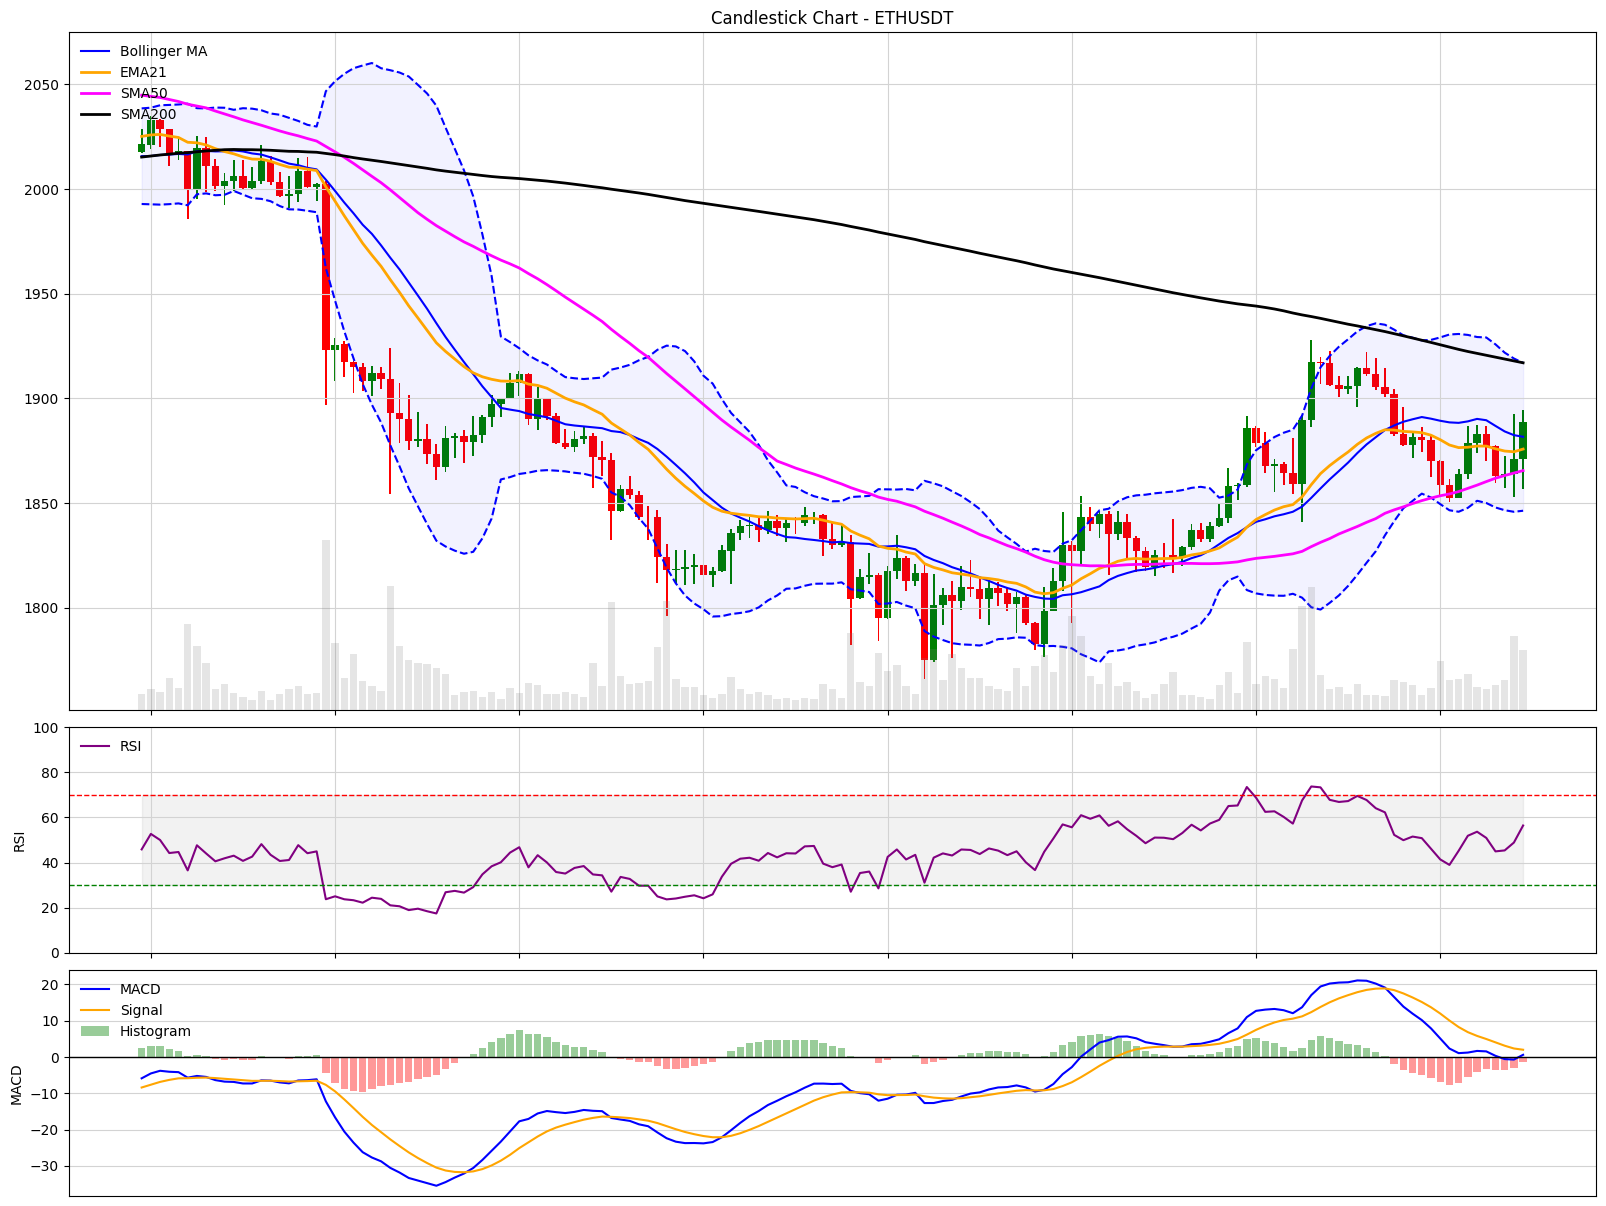 Candlestick Chart - ETHUSDT
Bollinger MA
EMA21
SMA50
SMA200
2050
2000
1950
1900
1850
1800
RSI
100
80
60
40
20
0
RSI
MACD
Signal
Histogram
20
10
0
−10
−20
−30
MACD